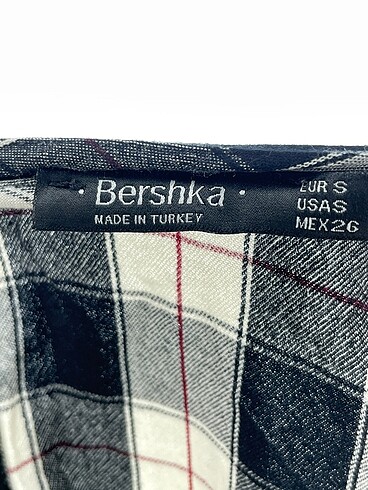 · Bershka ·
MADE IN TURKEY
EUR S
USA S
MEX 26